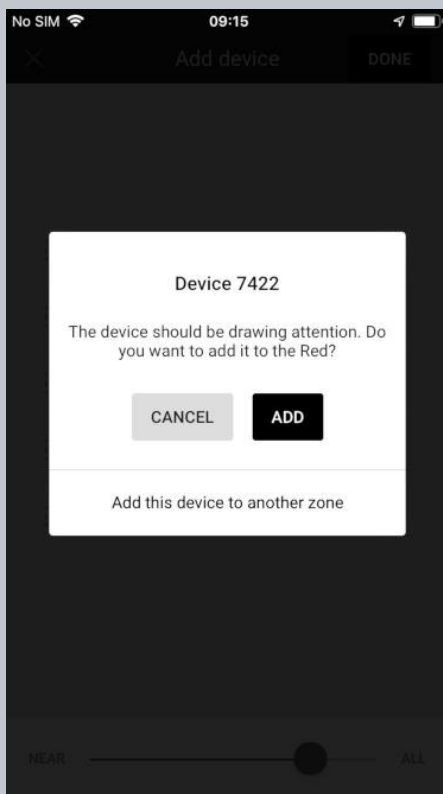 No SIM 09:15
Add device DONE
Device 7422
The device should be drawing attention. Do
you want to add it to the Red?
CANCEL ADD
Add this device to another zone
NEAR ALL